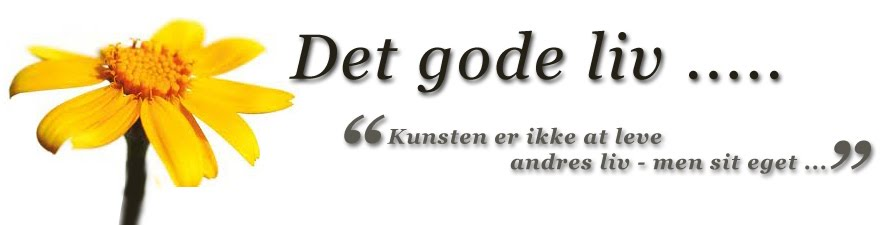 Det gode liv .....
“Kunsten er ikke at leve
andres liv - men sit eget ...”